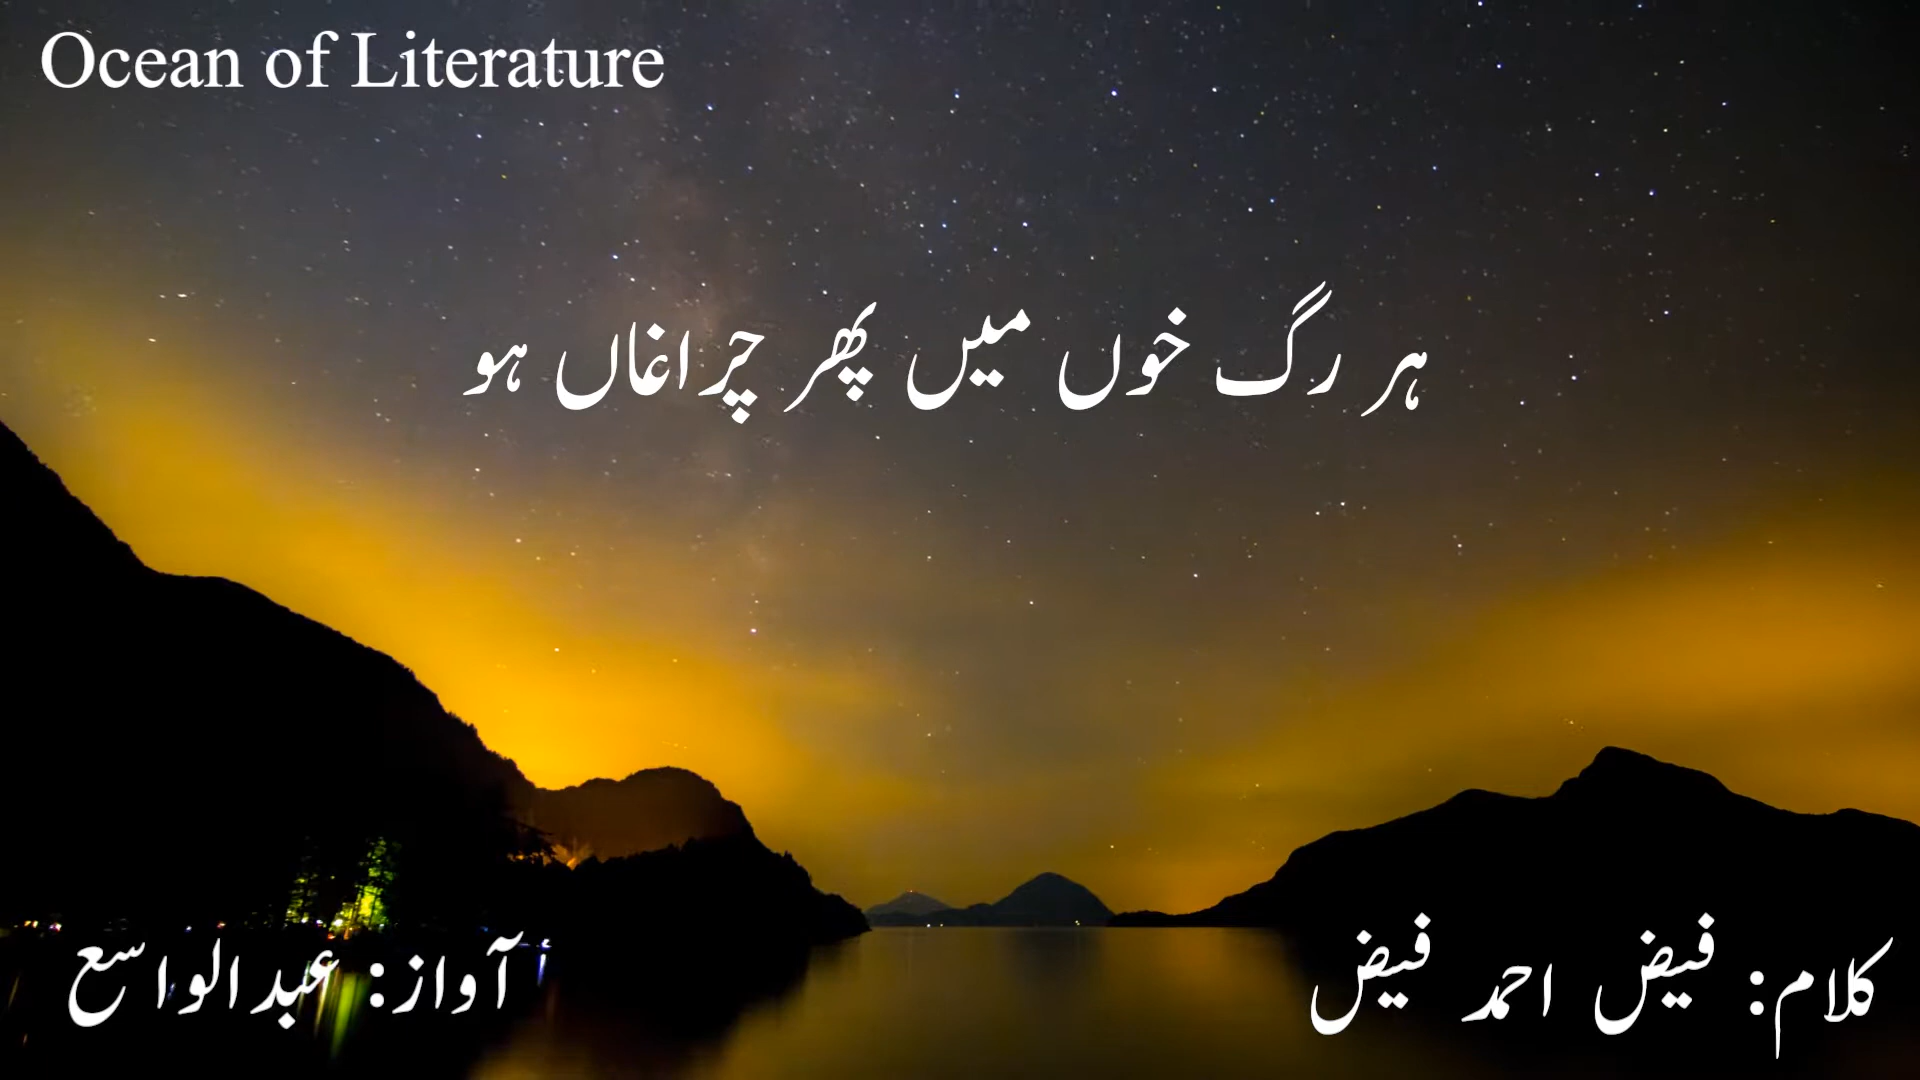 Ocean of Literature
ہر رگ خوں میں پھر چراغاں ہو
کلام: فیض احمد فیض
آواز: عبدالواسع